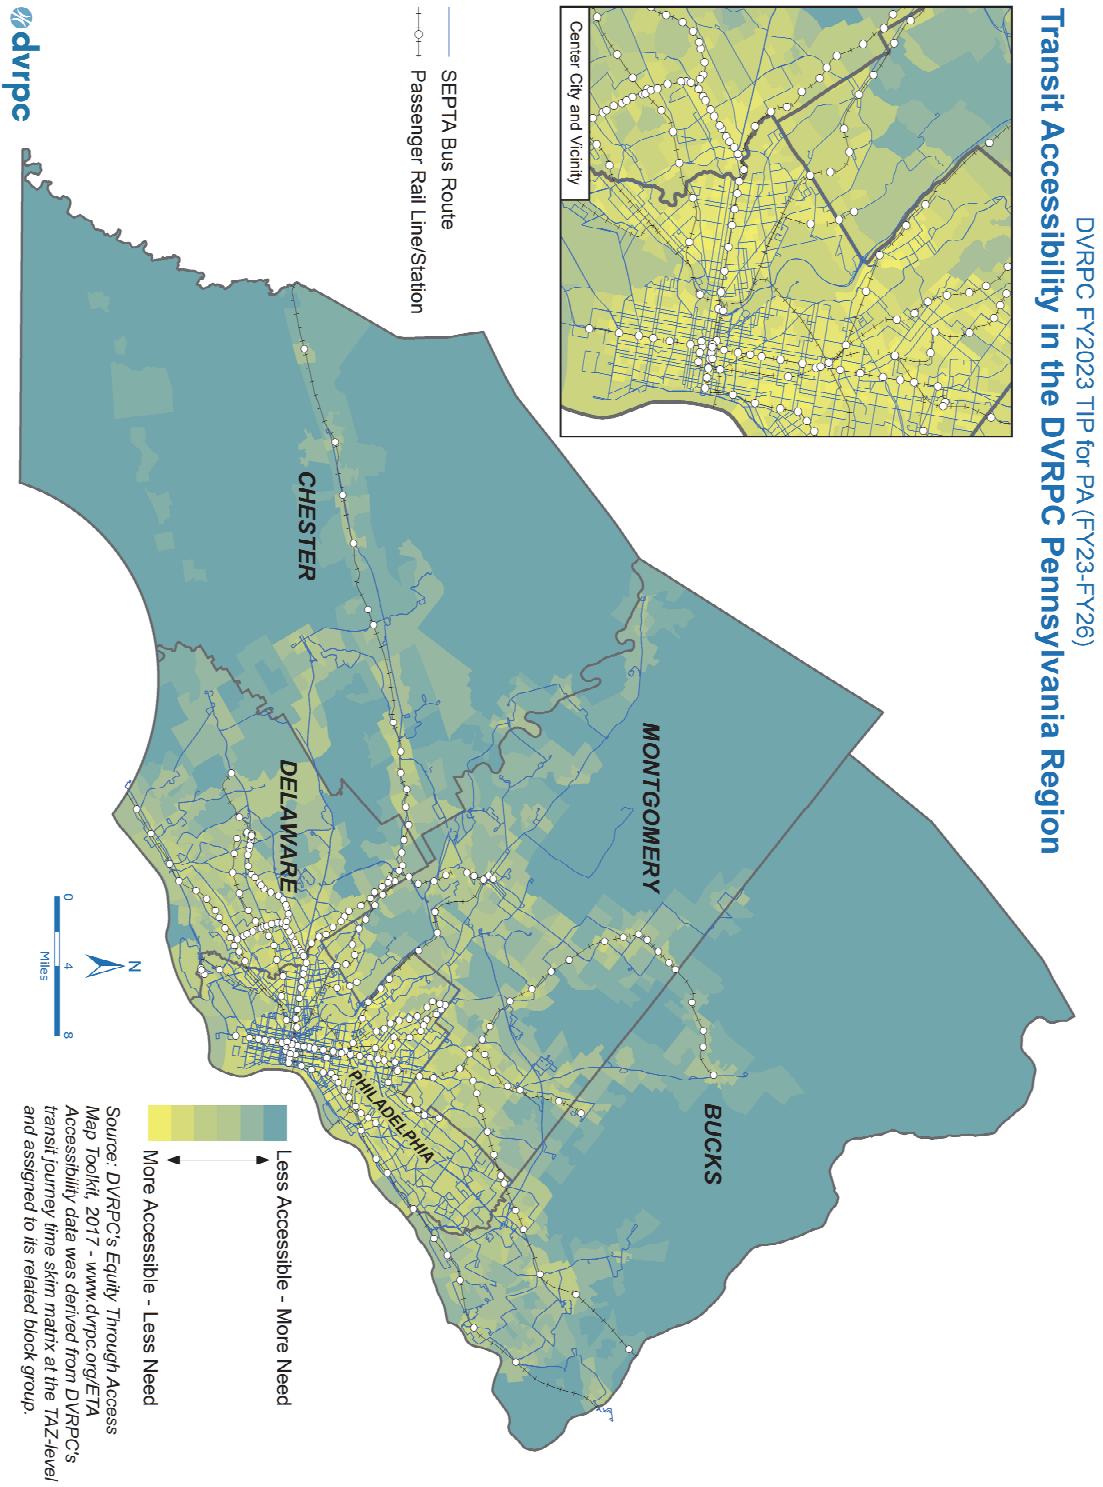 DVRPC FY2023 TIP for PA (FY23-FY26)
Transit Accessibility in the DVRPC Pennsylvania Region
Center City and Vicinity
SEPTA Bus Route
Passenger Rail Line/Station
CHESTER
MONTGOMERY
DELAWARE
BUCKS
PHILADELPHIA
N
0 4 8
Miles
Less Accessible - More Need
More Accessible - Less Need
Source: DVRPC's Equity Through Access
Map Toolkit, 2017 - www.dvrpc.org/ETA
Accessibility data was derived from DVRPC's
transit journey time skim matrix at the TAZ-level
and assigned to its related block group.
dvrpc